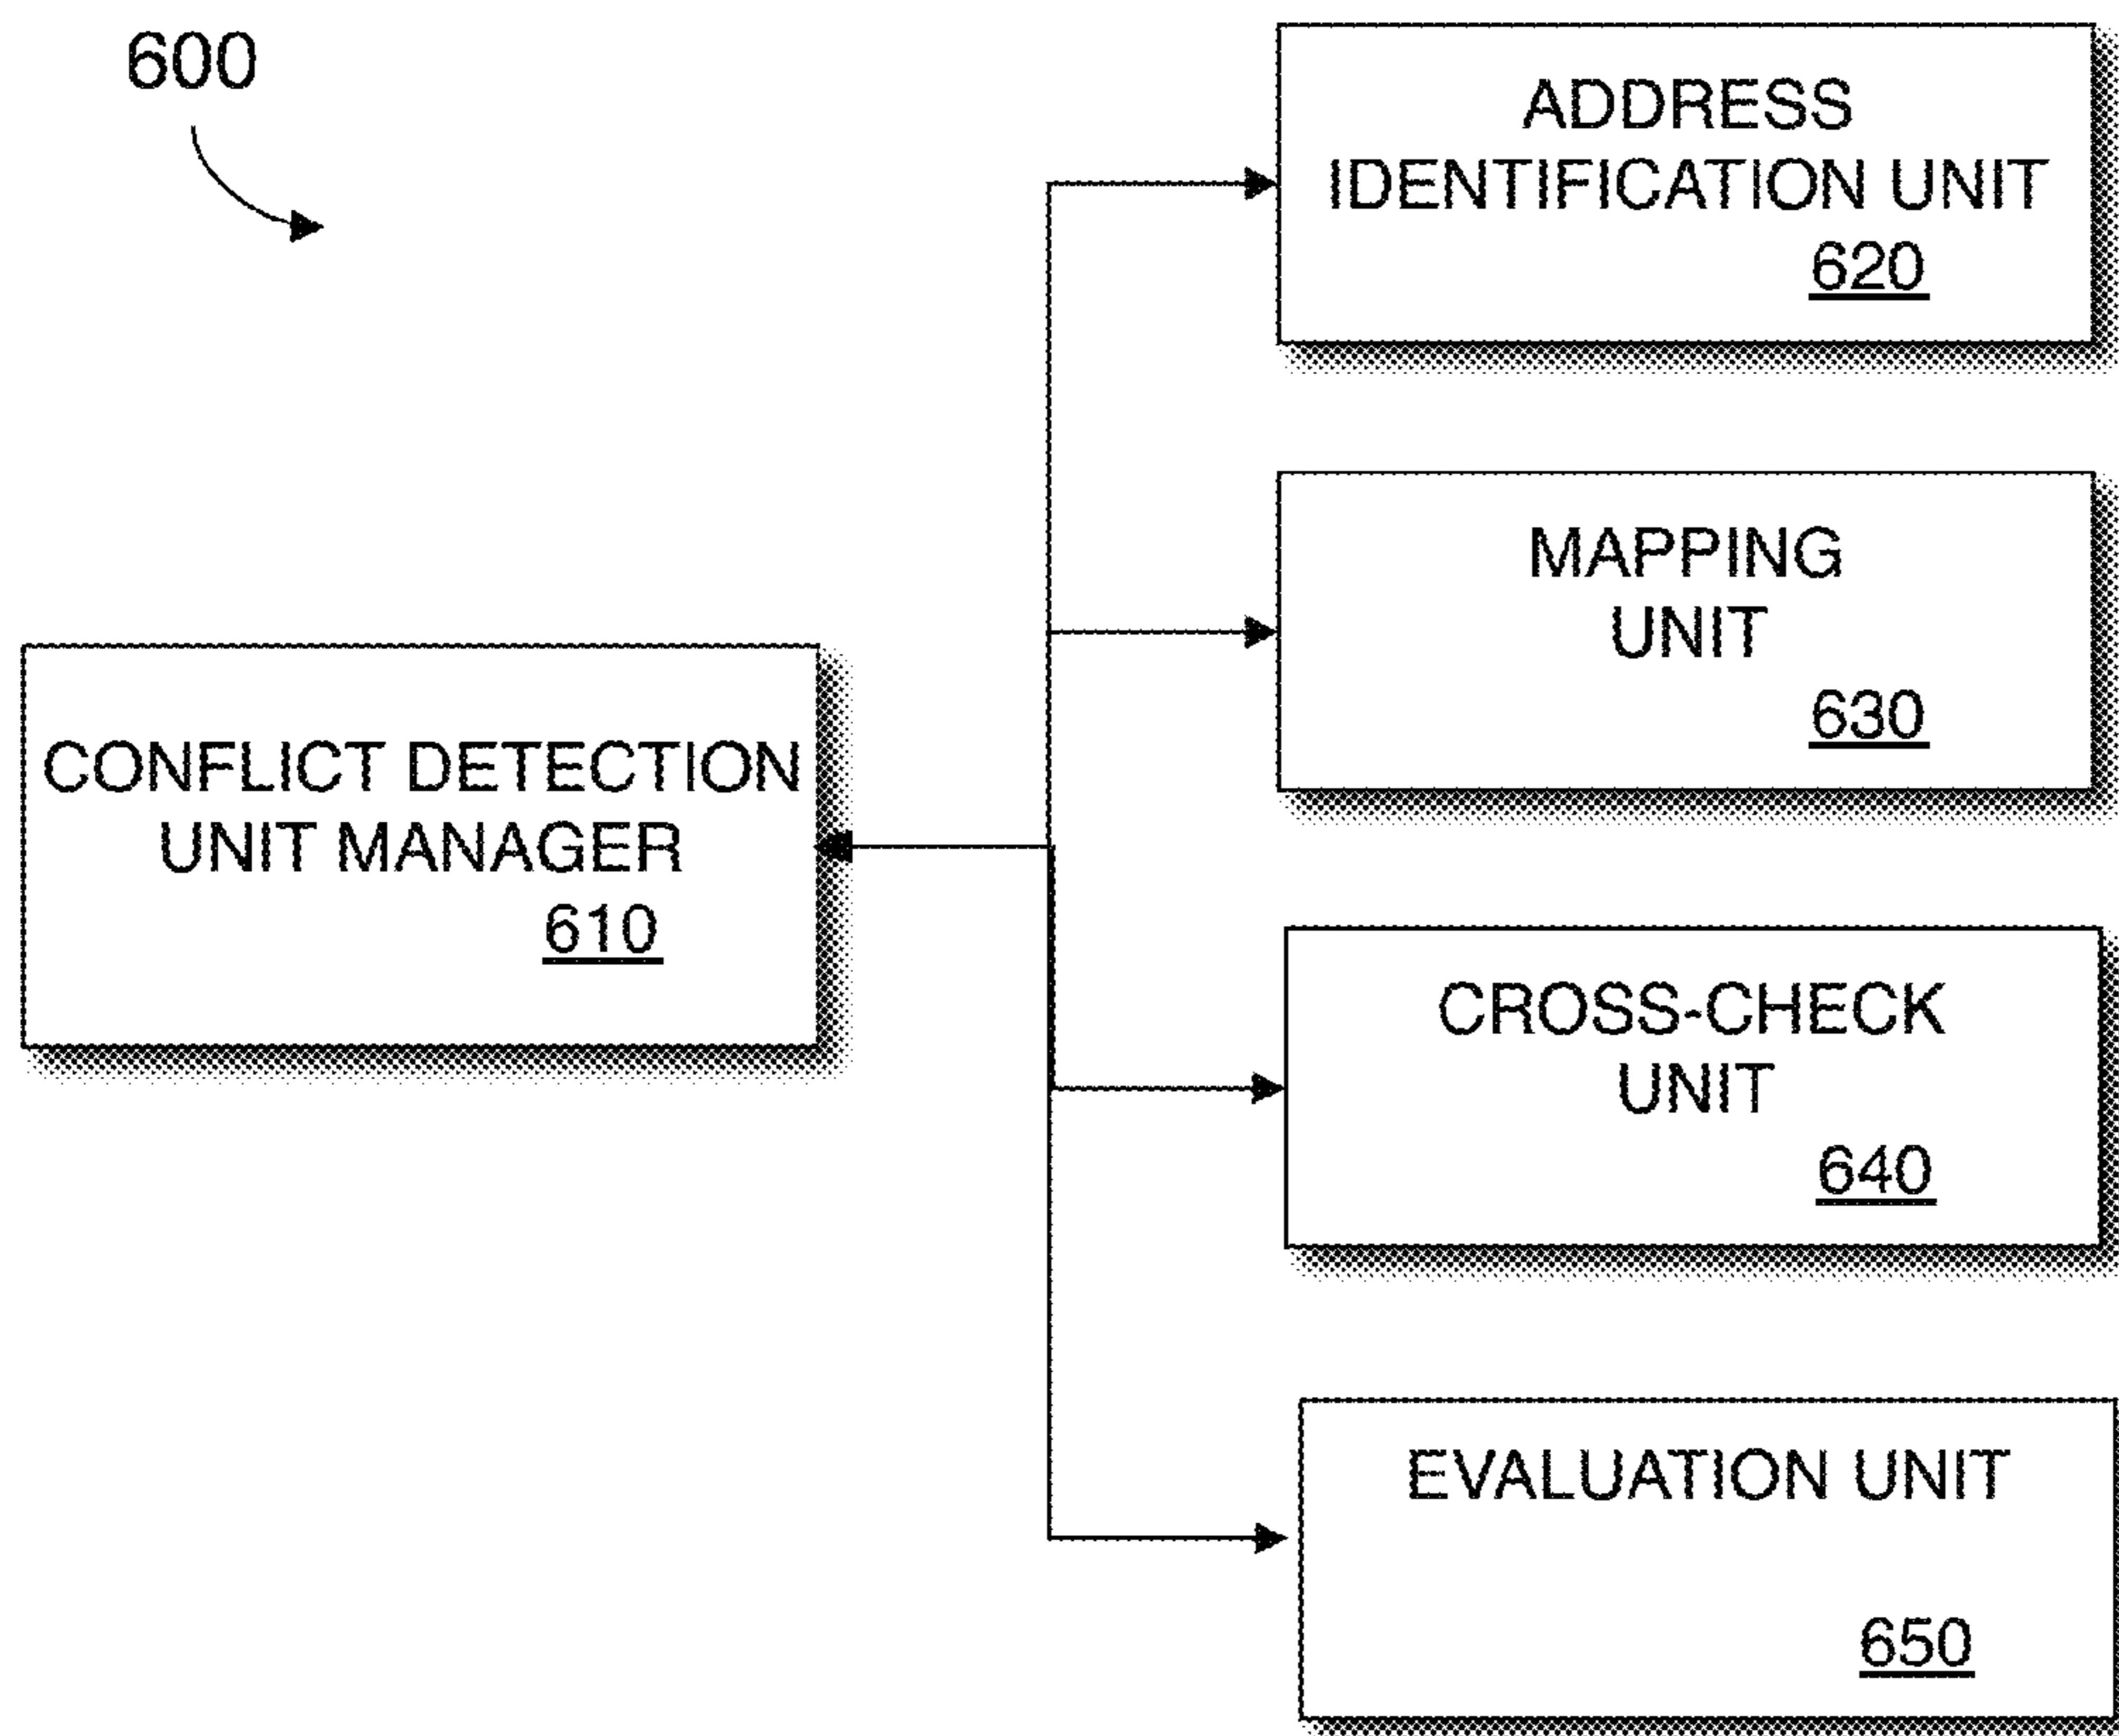 600
ADDRESS
IDENTIFICATION UNIT
620
MAPPING
UNIT
630
CONFLICT DETECTION
UNIT MANAGER
610
CROSS-CHECK
UNIT
640
EVALUATION UNIT
650